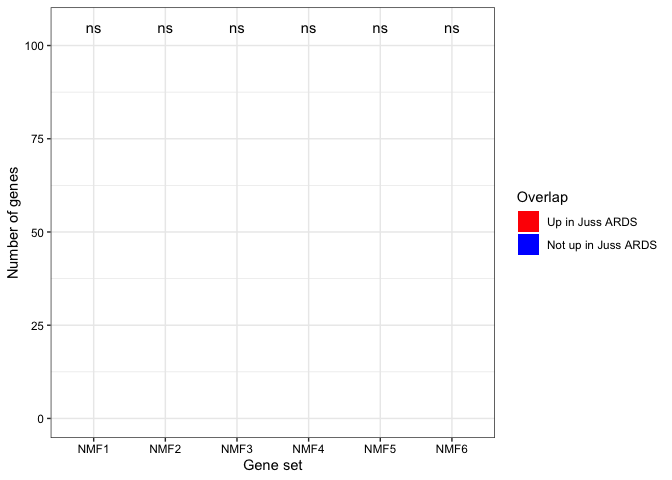 ns ns ns ns ns ns
100
75
50
25
0
Number of genes
NMF1 NMF2 NMF3 NMF4 NMF5 NMF6
Gene set
Overlap
Up in Juss ARDS
Not up in Juss ARDS